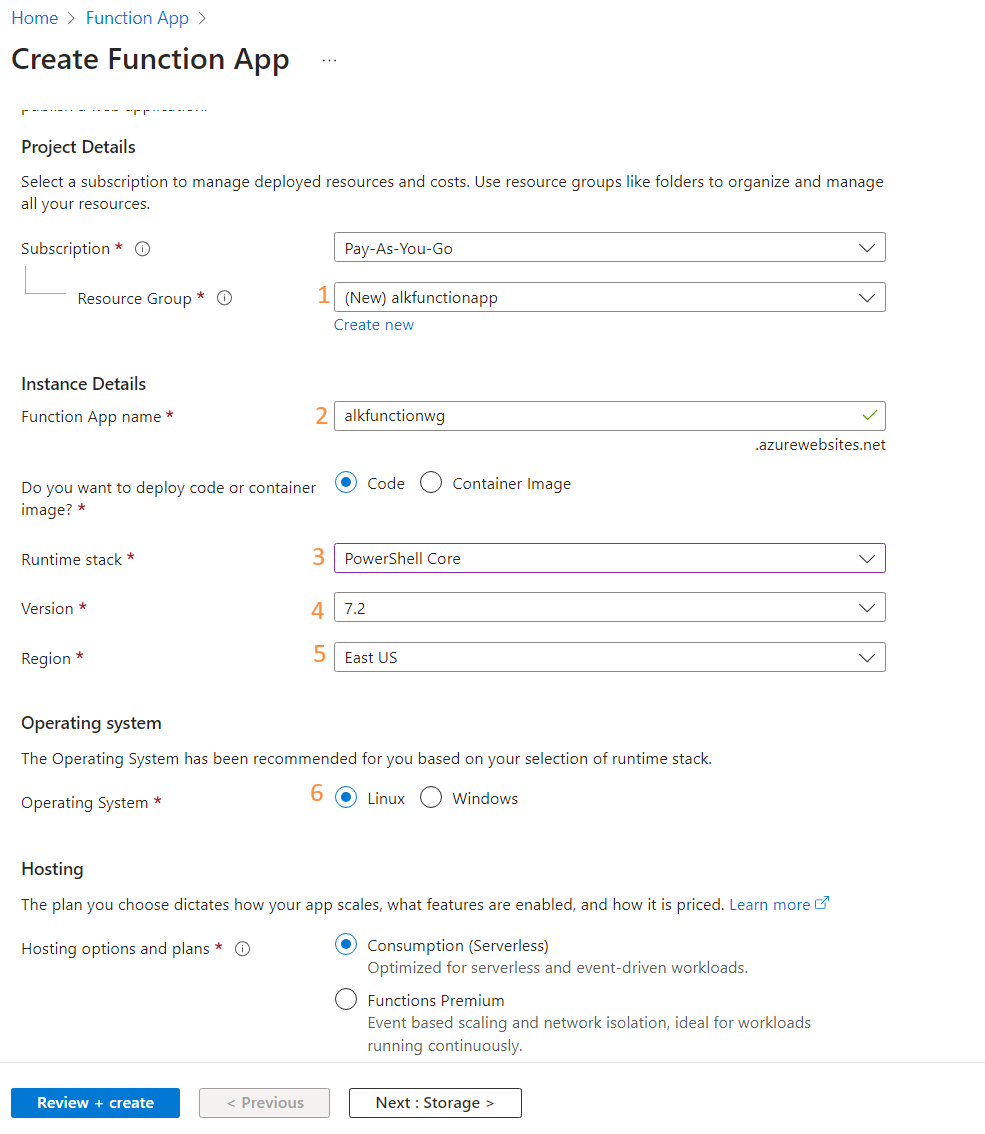 Home > Function App >
Create Function App ...
publish a web application.
Project Details
Select a subscription to manage deployed resources and costs. Use resource groups like folders to organize and manage
all your resources.
Subscription *
Pay-As-You-Go
Resource Group *
1 (New) alkfunctionapp
Create new
Instance Details
Function App name *
2 alkfunctionwg
.azurewebsites.net
Do you want to deploy code or container
image? *
Code Container Image
Runtime stack *
3 PowerShell Core
Version *
4 7.2
Region *
5 East US
Operating system
The Operating System has been recommended for you based on your selection of runtime stack.
Operating System *
6 Linux Windows
Hosting
The plan you choose dictates how your app scales, what features are enabled, and how it is priced. Learn more
Hosting options and plans *
Consumption (Serverless)
Optimized for serverless and event-driven workloads.
Functions Premium
Event based scaling and network isolation, ideal for workloads
running continuously.
Review + create
< Previous
Next : Storage >